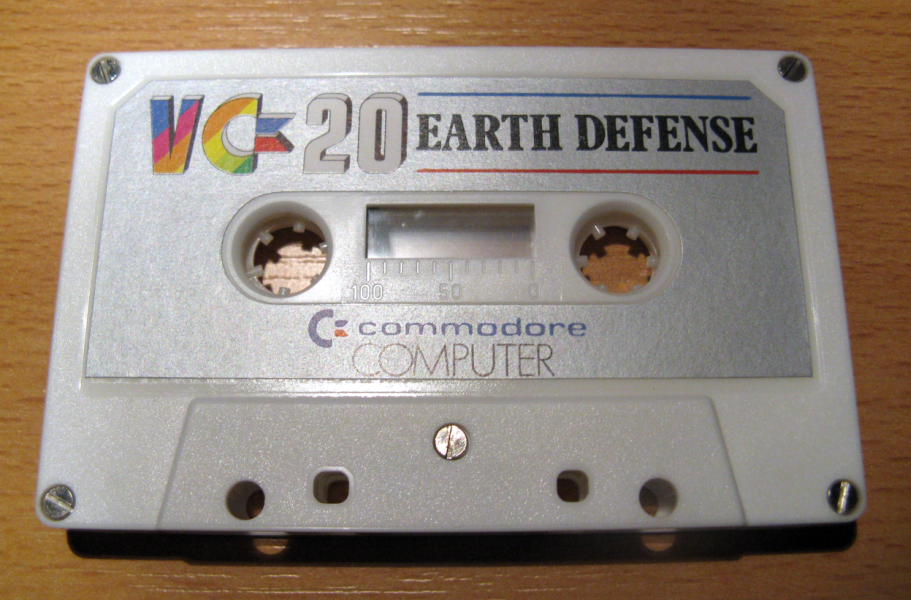 VC-20 EARTH DEFENSE
100 50 0
commodore
COMPUTER